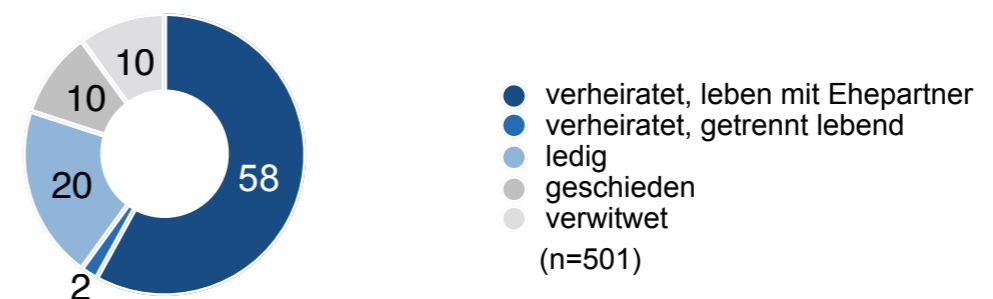 10
10
20
58
2
verheiratet, leben mit Ehepartner
verheiratet, getrennt lebend
ledig
geschieden
verwitwet
(n=501)